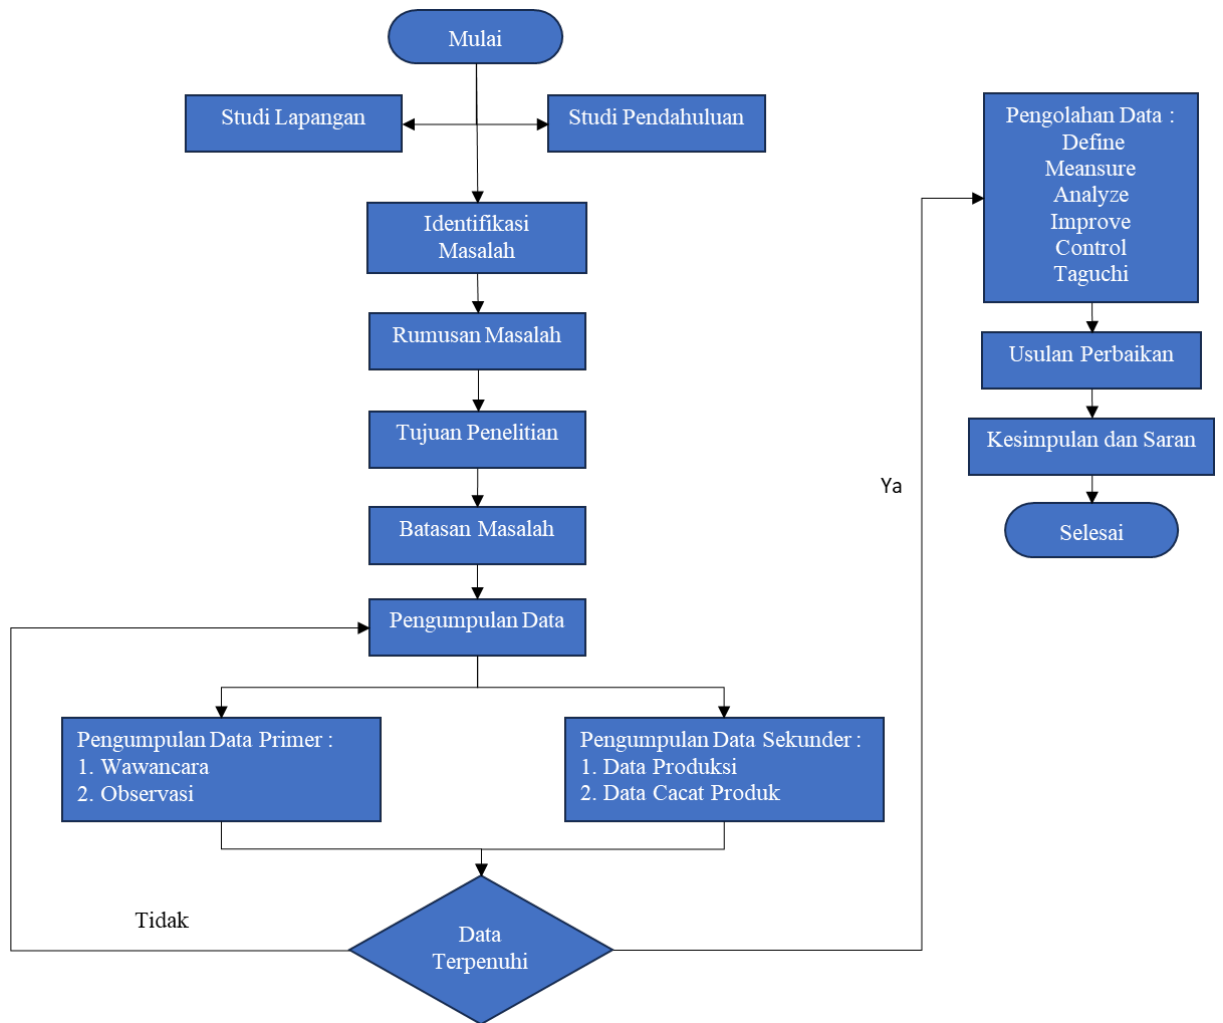 Mulai
Studi Lapangan
Studi Pendahuluan
Identifikasi
Masalah
Rumusan Masalah
Tujuan Penelitian
Batasan Masalah
Pengumpulan Data
Pengumpulan Data Primer :
1. Wawancara
2. Observasi
Pengumpulan Data Sekunder :
1. Data Produksi
2. Data Cacat Produk
Data
Terpenuhi
Tidak
Ya
Pengolahan Data :
Define
Meansure
Analyze
Improve
Control
Taguchi
Usulan Perbaikan
Kesimpulan dan Saran
Selesai